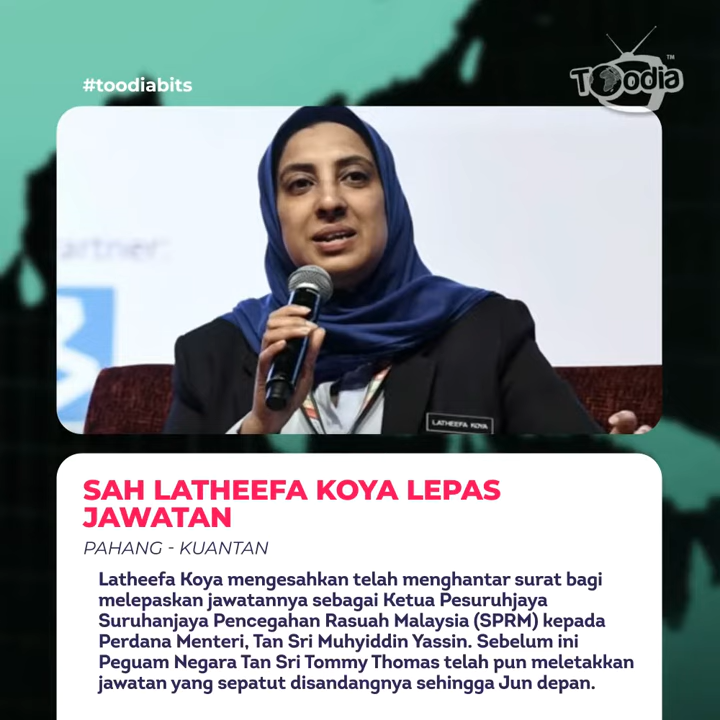 #toodiabits
Toodia™
artner:
LATHEEFA KOYA
SAH LATHEEFA KOYA LEPAS
JAWATAN
PAHANG - KUANTAN
Latheefa Koya mengesahkan telah menghantar surat bagi
melepaskan jawatannya sebagai Ketua Pesuruhjaya
Suruhanjaya Pencegahan Rasuah Malaysia (SPRM) kepada
Perdana Menteri, Tan Sri Muhyiddin Yassin. Sebelum ini
Peguam Negara Tan Sri Tommy Thomas telah pun meletakkan
jawatan yang sepatut disandangnya sehingga Jun depan.